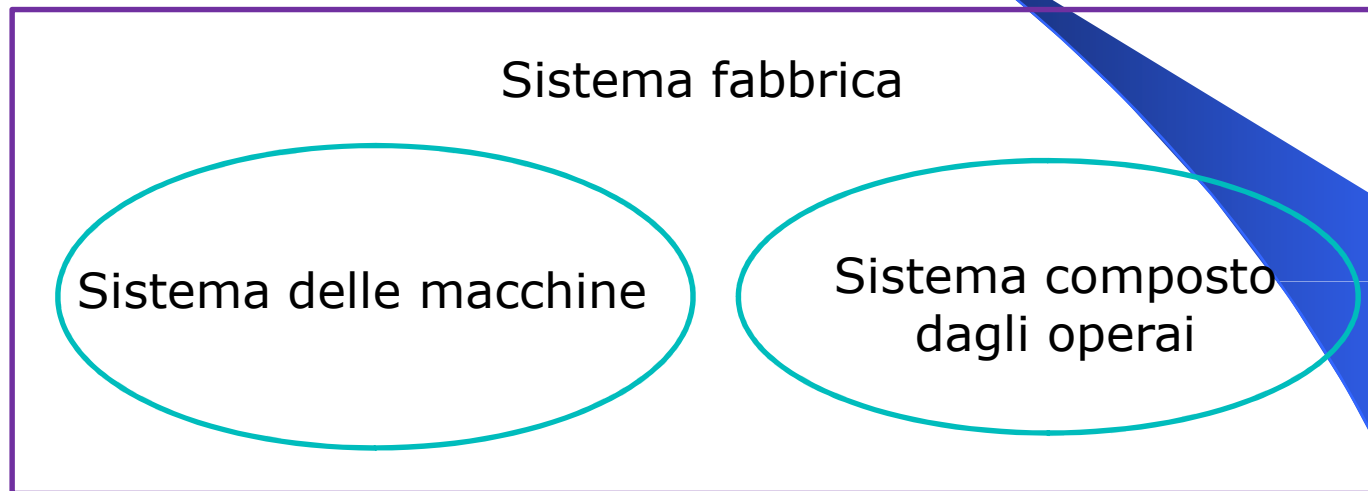 Sistema fabbrica
Sistema delle macchine
Sistema composto
dagli operai